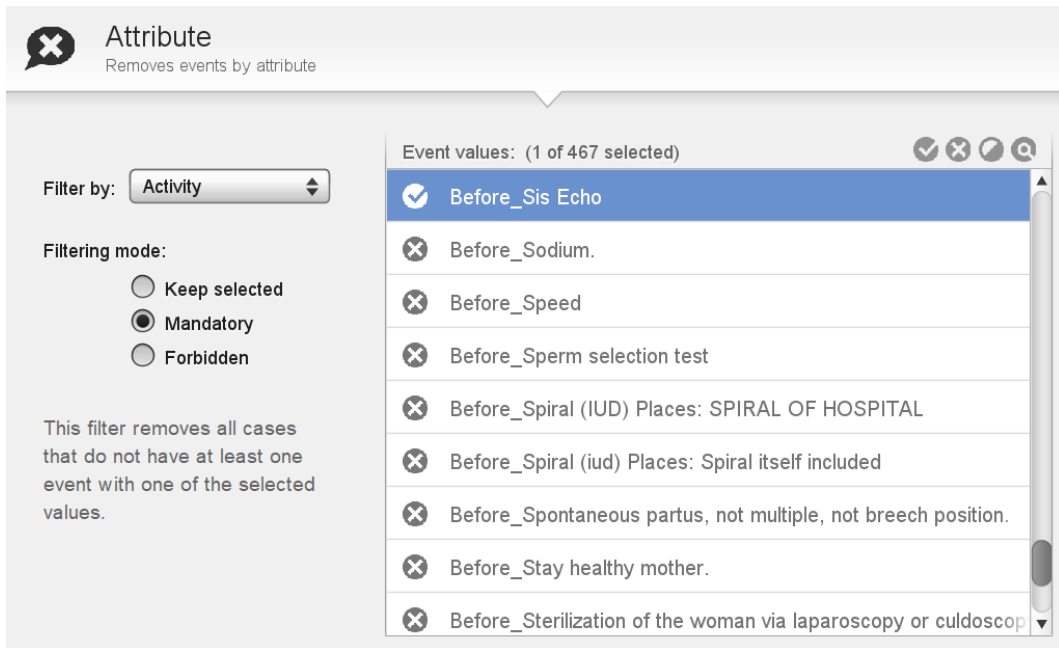 Attribute
Removes events by attribute
Filter by:
Activity
Filtering mode:
Keep selected
Mandatory
Forbidden
This filter removes all cases
that do not have at least one
event with one of the selected
values.
Event values: (1 of 467 selected)
Before_Sis Echo
Before_Sodium.
Before_Speed
Before_Sperm selection test
Before_Spiral (IUD) Places: SPIRAL OF HOSPITAL
Before_Spiral (iud) Places: Spiral itself included
Before_Spontaneous partus, not multiple, not breech position.
Before_Stay healthy mother.
Before_Sterilization of the woman via laparoscopy or culdoscop